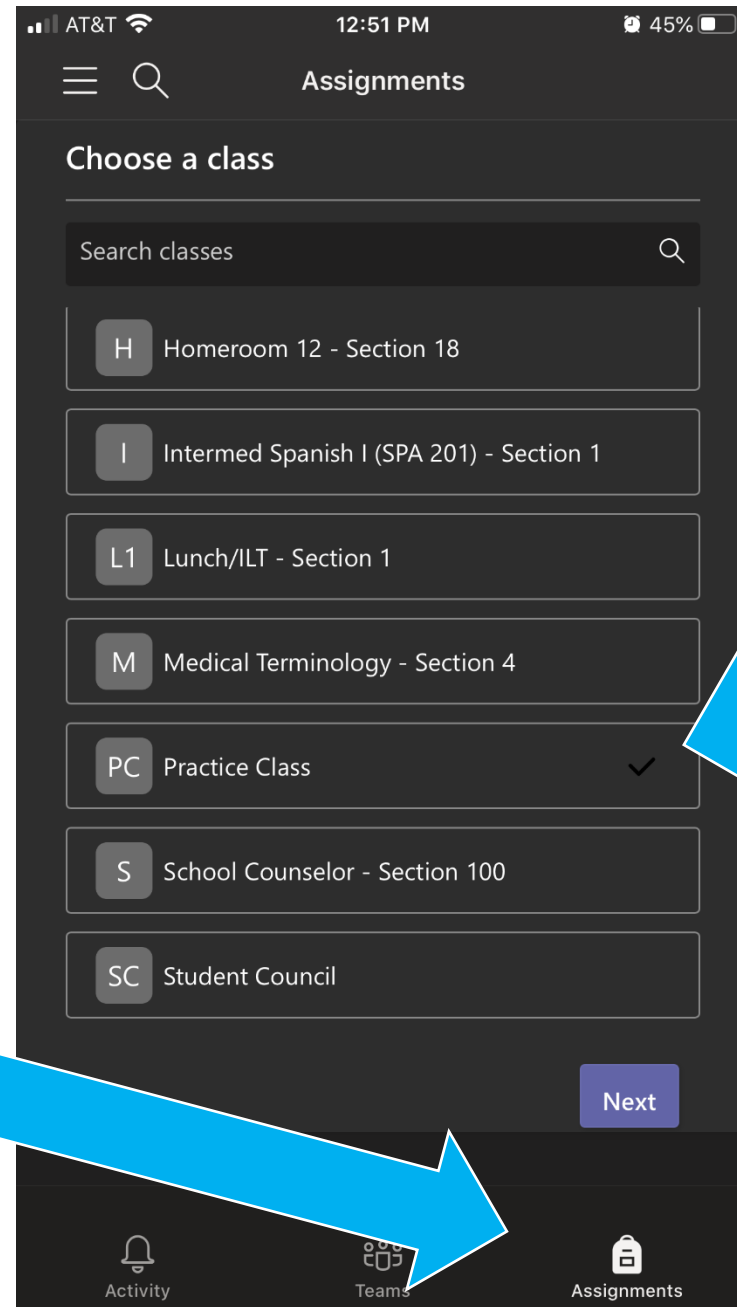 AT&T 12:51 PM 45%
Assignments
Choose a class
Search classes
H Homeroom 12 - Section 18
I Intermed Spanish I (SPA 201) - Section 1
L1 Lunch/ILT - Section 1
M Medical Terminology - Section 4
PC Practice Class
S School Counselor - Section 100
SC Student Council
Next
Activity Teams Assignments